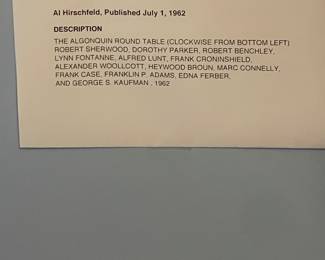 Al Hirschfeld, Published July 1, 1962
DESCRIPTION
THE ALGONQUIN ROUND TABLE (CLOCKWISE FROM BOTTOM LEFT)
ROBERT SHERWOOD, DOROTHY PARKER, ROBERT BENCHLEY,
LYNN FONTANNE, ALFRED LUNT, FRANK CRONINSHIELD,
ALEXANDER WOOLLCOTT, HEYWOOD BROUN, MARC CONNELLY,
FRANK CASE, FRANKLIN P. ADAMS, EDNA FERBER,
AND GEORGE S. KAUFMAN , 1962